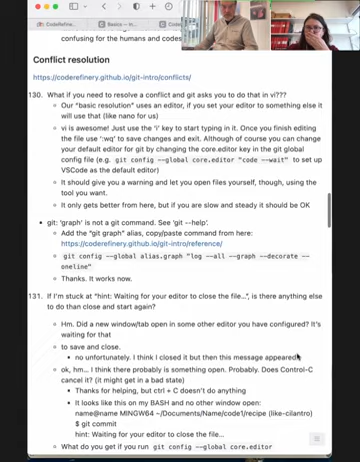 CodeRefine...
Basics —
Codec
confusing for the humans and codes
Conflict resolution
https://coderefinery.github.io/git-intro/conflicts/
130. What if you need to resolve a conflict and git asks you to do that in vi???
Our "basic resolution" uses an editor, if you set your editor to something else it
will use that (like nano for us)
vi is awesome! Just use the 'i' key to start typing in it. Once you finish editing
the file use ':wq' to save changes and exit. Although of course you can change
your default editor for git by changing the core.editor key in the git global
config file (e.g. git config --global core.editor "code --wait" to set up
VSCode as the default editor)
It should give you a warning and let you open files yourself, though, using the
tool you want.
It only gets better from here, but if you are slow and steady it should be OK
git: 'graph' is not a git command. See 'git --help'.
Add the "git graph" alias, copy/paste command from here:
https://coderefinery.github.io/git-intro/reference/
git config --global alias.graph "log --all --graph --decorate --
oneline"
Thanks. It works now.
131. If I'm stuck at "hint: Waiting for your editor to close the file...", is there anything else
to do than close and start again?
Hm. Did a new window/tab open in some other editor you have configured? It's
waiting for that
to save and close.
no unfortunately. I think I closed it but then this message appeared
ok, hm... I think there probably is something open. Probably. Does Control-C
cancel it? (it might get in a bad state)
Thanks for helping, but ctrl + C doesn't do anything
It looks like this on my BASH and no other window open:
name@name MINGW64 ~/Documents/Name/code1/recipe (like-cilantro)
$ git commit
hint: Waiting for your editor to close the file...
What do you get if you run git config --global core.editor